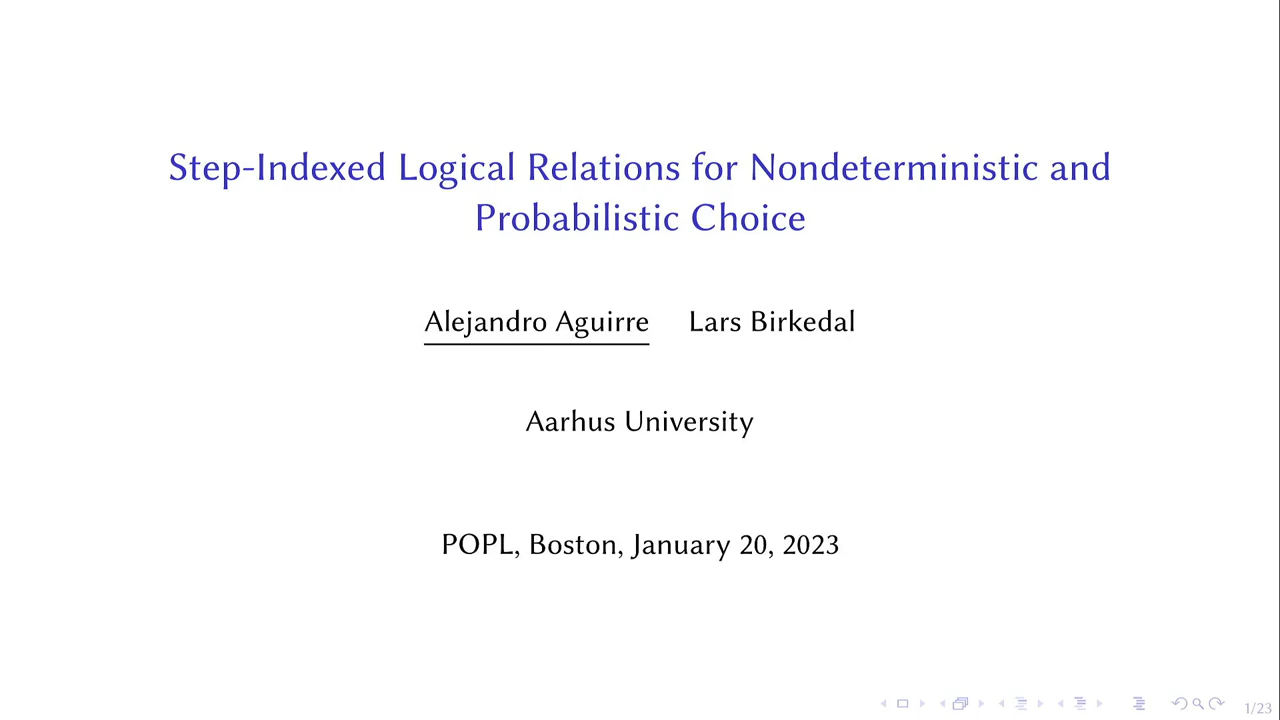 Step-Indexed Logical Relations for Nondeterministic and
Probabilistic Choice
Alejandro Aguirre Lars Birkedal
Aarhus University
POPL, Boston, January 20, 2023
1/23